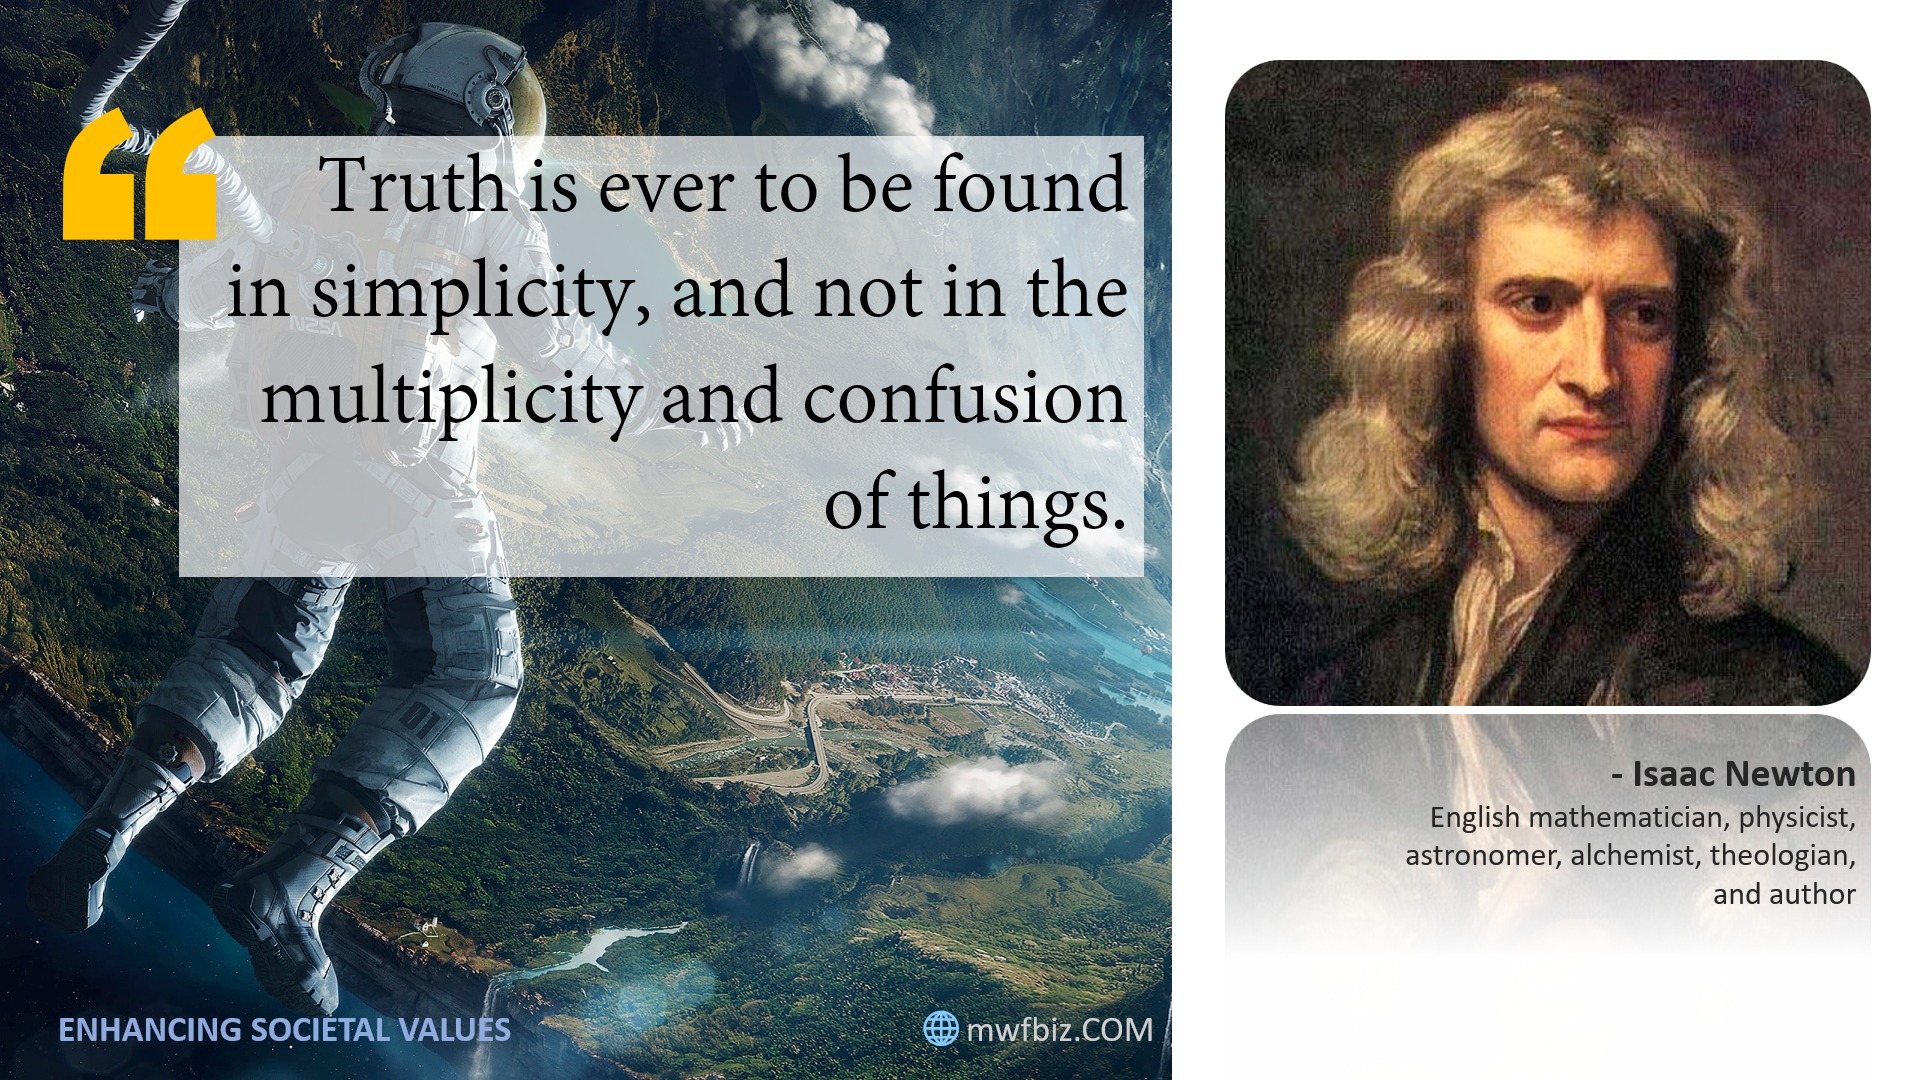 Truth is ever to be found
in simplicity, and not in the
multiplicity and confusion
of things.
- Isaac Newton
English mathematician, physicist,
astronomer, alchemist, theologian,
and author
01
ENHANCING SOCIETAL VALUES
mwfbiz.COM